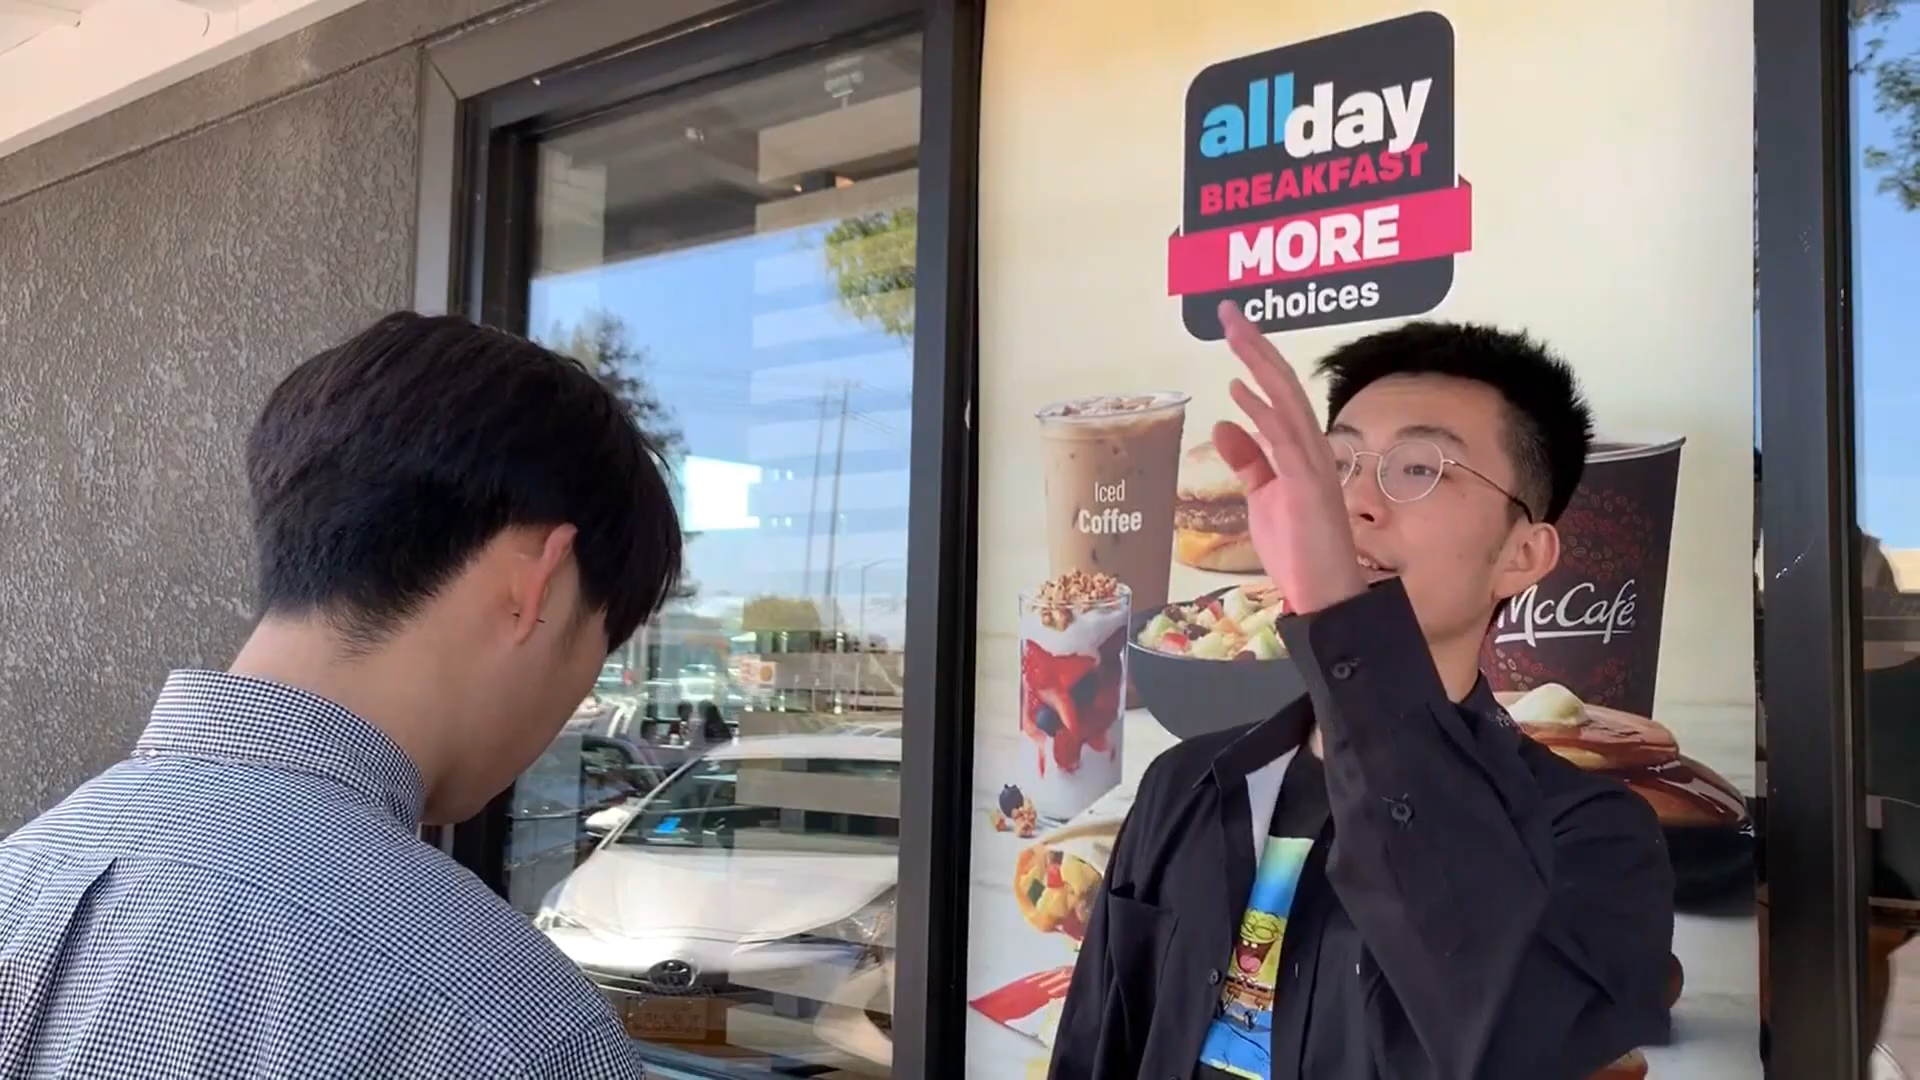 allday
BREAKFAST
MORE
choices
Iced
Coffee
McCafé